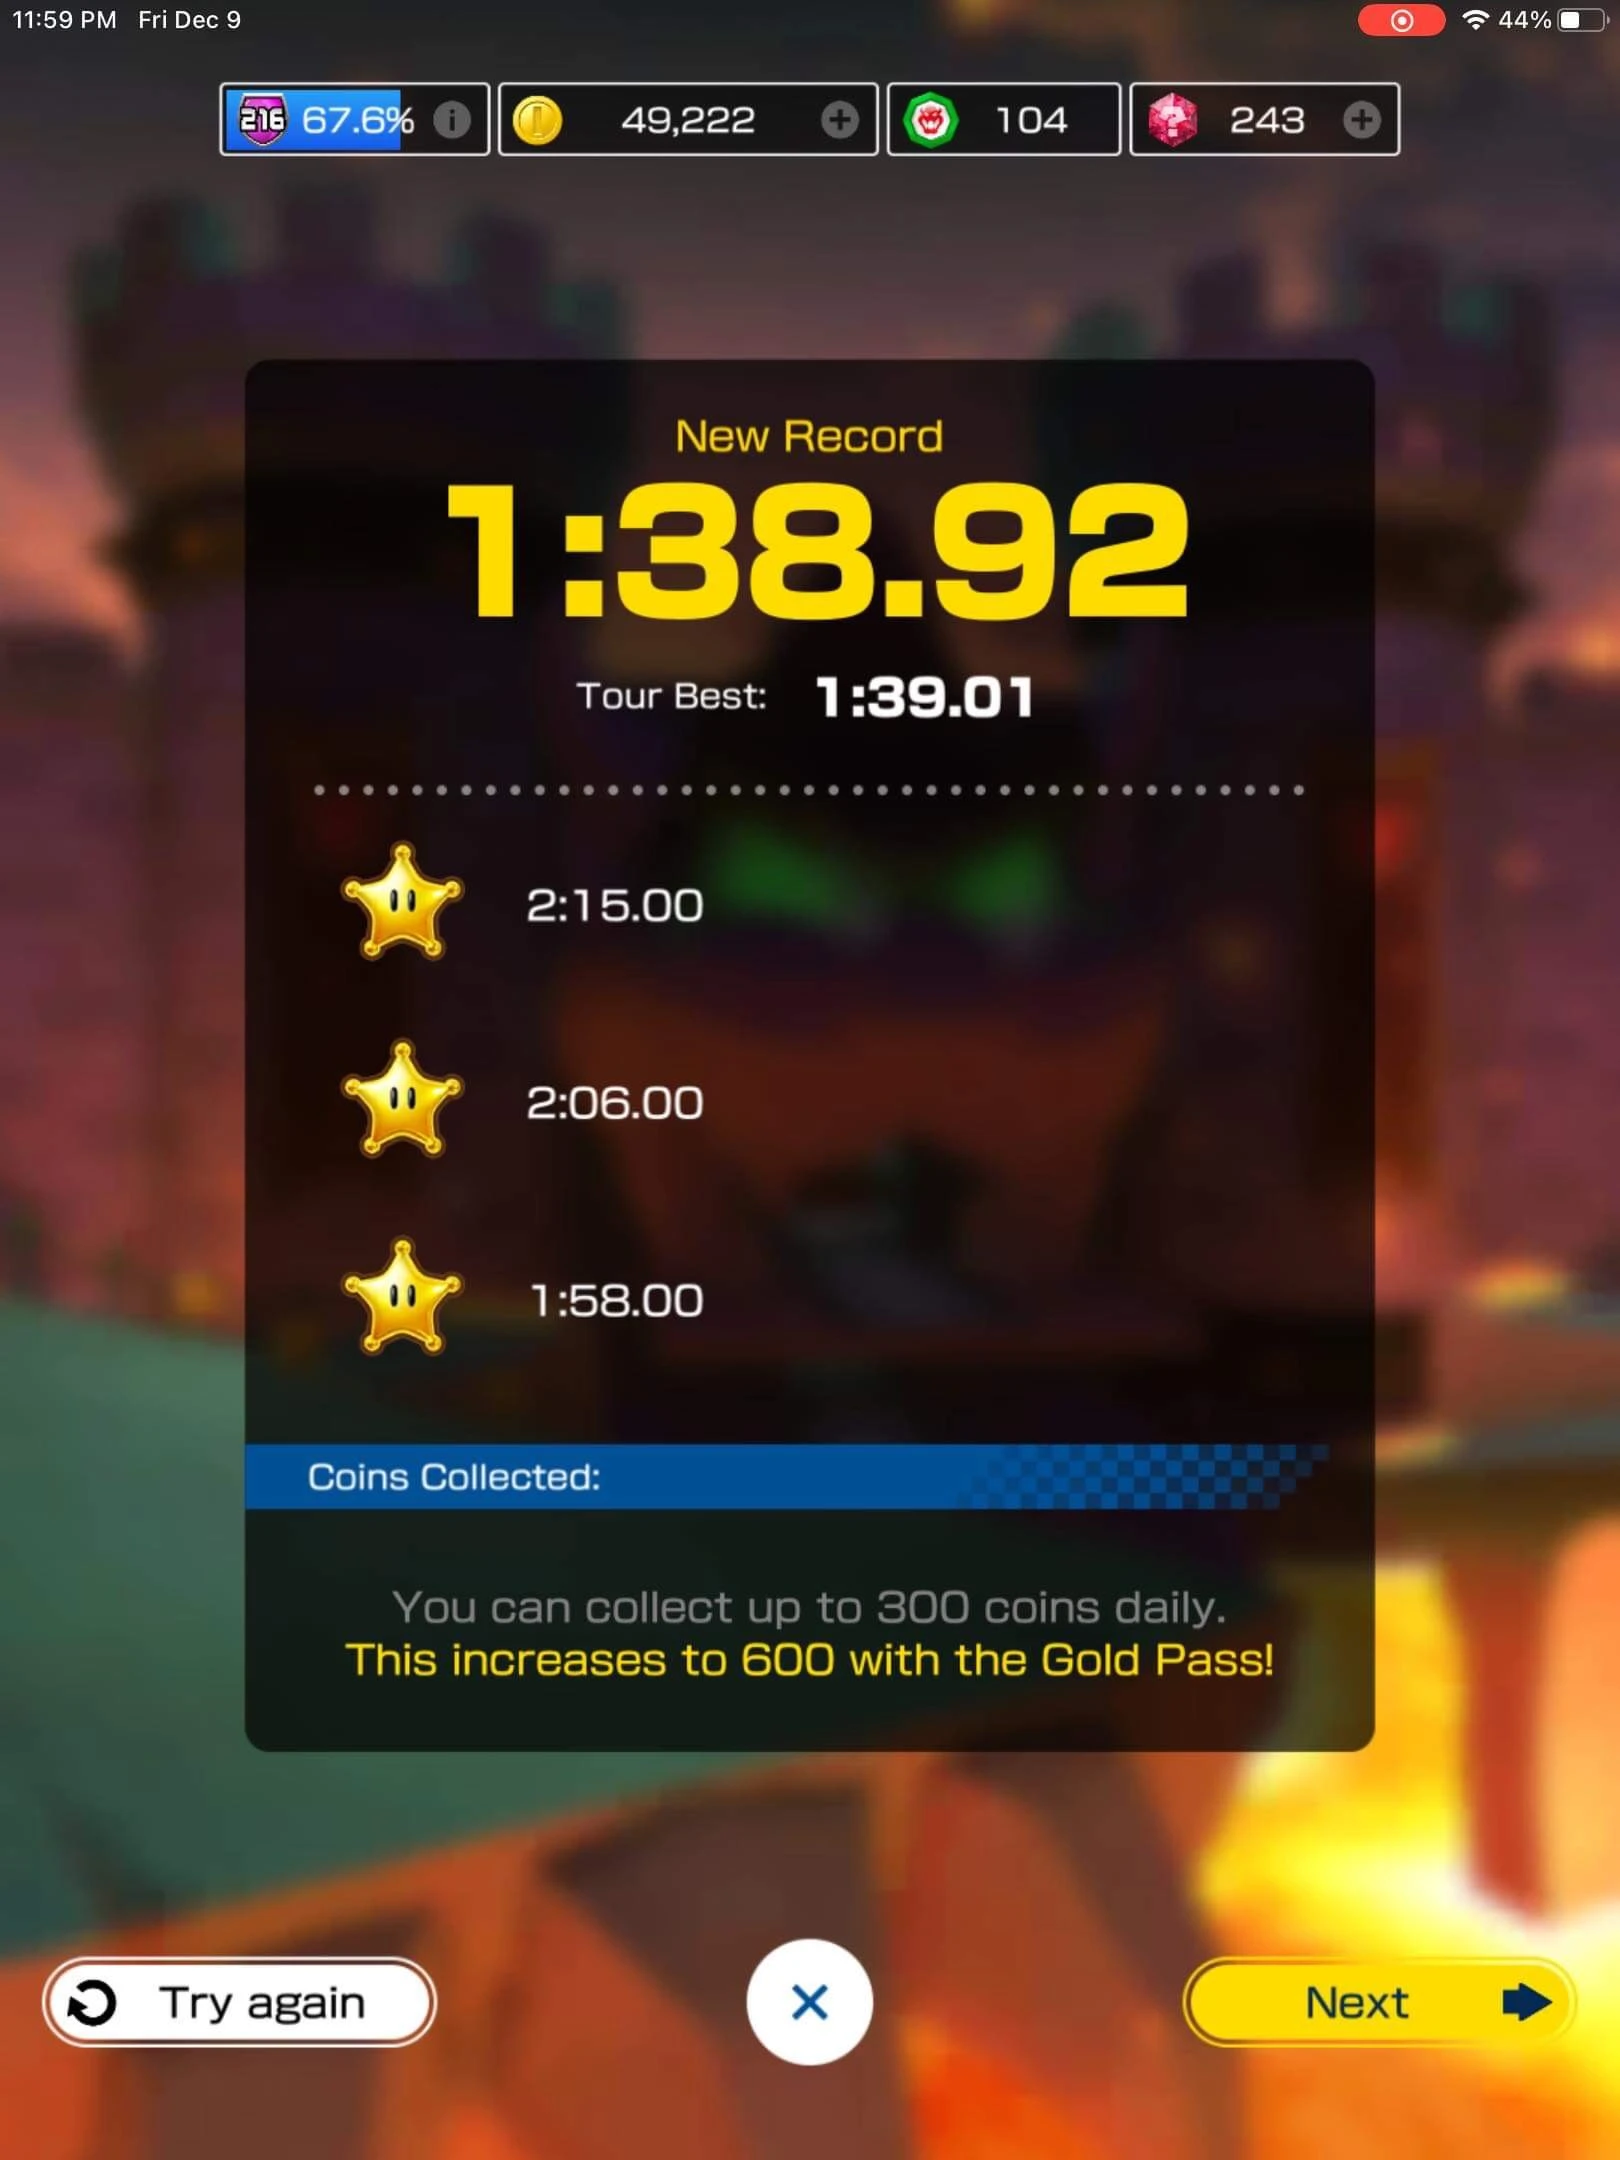 11:59 PM Fri Dec 9 44%
216 67.6% i 49,222 104 ? 243
New Record
1:38.92
Tour Best: 1:39.01
2:15.00
2:06.00
1:58.00
Coins Collected:
You can collect up to 300 coins daily.
This increases to 600 with the Gold Pass!
Try again
Next